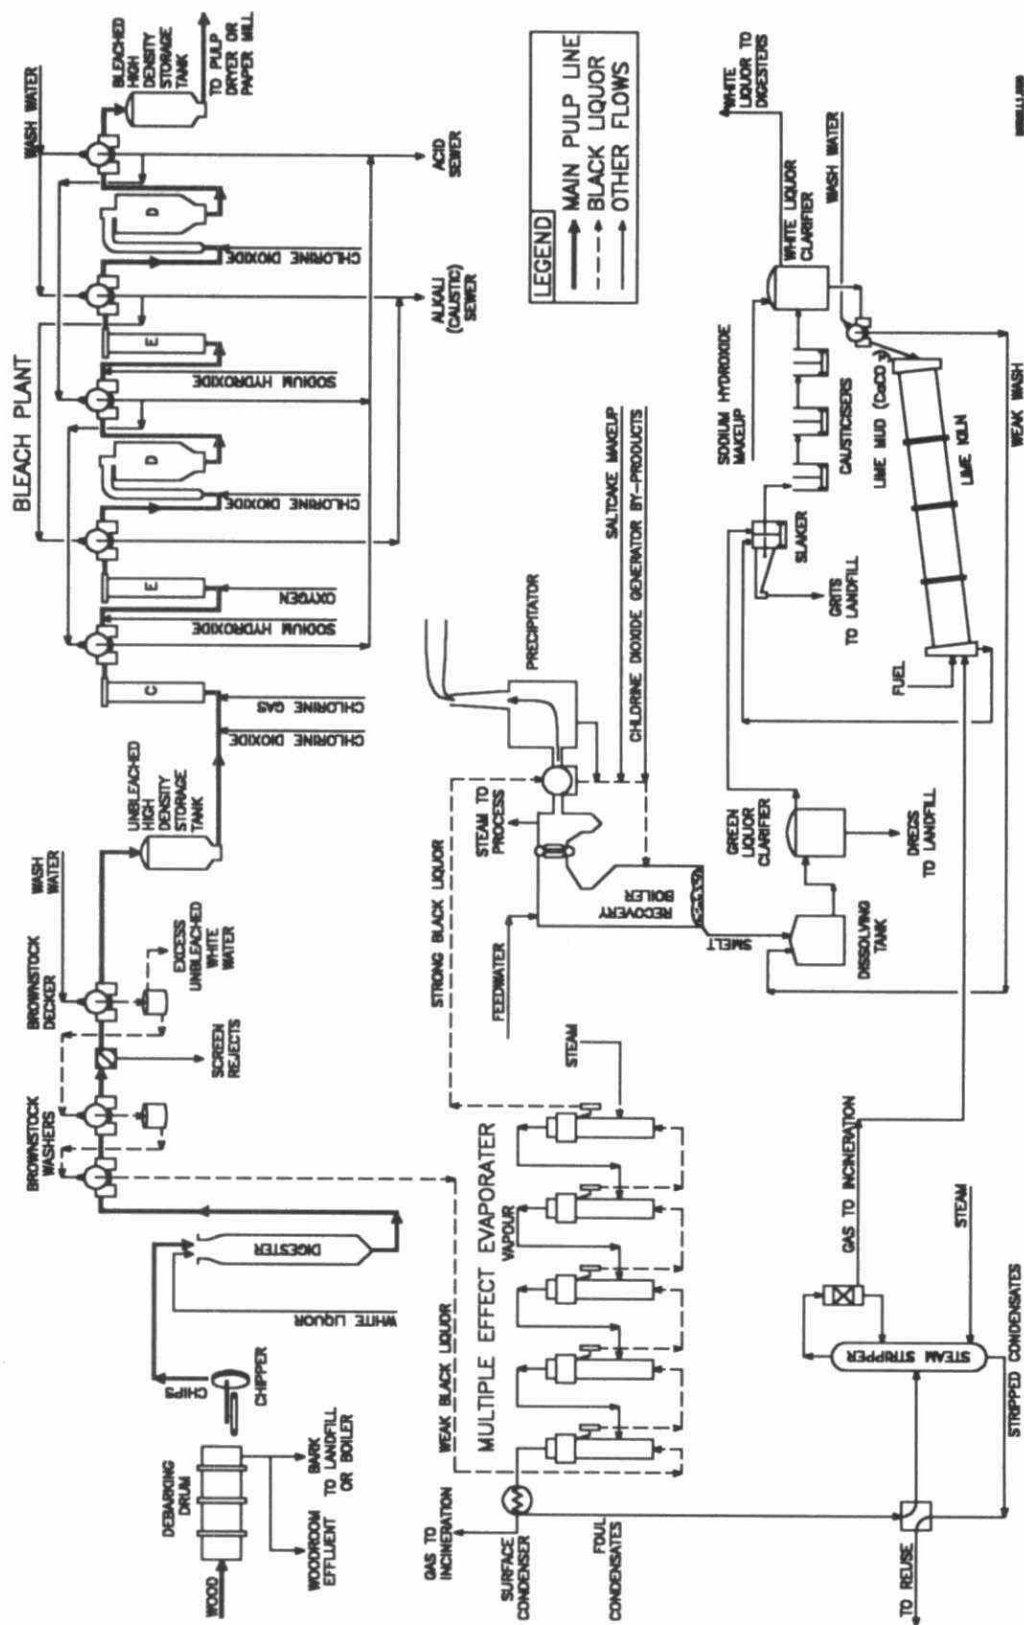 BLEACH PLANT
WASH WATER
BLEACHED
HIGH
DENSITY
STORAGE
TANK
TO PULP
DRYER OR
PAPER MILL
D
CHLORINE DIOXIDE
ACID
SEWER
E
SODIUM HYDROXIDE
ALKALI
(CAUSTIC)
SEWER
D
CHLORINE DIOXIDE
E
OXYGEN
SODIUM HYDROXIDE
C
CHLORINE GAS
CHLORINE DIOXIDE
UNBLEACHED
HIGH
DENSITY
STORAGE
TANK
WASH
WATER
BROWNSTOCK
DECKER
EXCESS
UNBLEACHED
WHITE
WATER
SCREEN
REJECTS
BROWNSTOCK
WASHERS
DIGESTER
WHITE LIQUOR
CHIPS
CHIPPER
DEBARKING
DRUM
WOOD
BARK
TO LANDFILL
OR BOILER
WOODROOM
EFFLUENT
LEGEND
MAIN PULP LINE
BLACK LIQUOR
OTHER FLOWS
WEAK BLACK LIQUOR
MULTIPLE EFFECT EVAPORATER
VAPOUR
STEAM
GAS TO
INCINERATION
SURFACE
CONDENSER
FOUL
CONDENSATES
STRONG BLACK LIQUOR
FEEDWATER
STEAM TO
PROCESS
RECOVERY
BOILER
PRECIPITATOR
SALTCAKE MAKEUP
CHLORINE DIOXIDE GENERATOR BY-PRODUCTS
SMELT
DISSOLVING
TANK
GREEN
LIQUOR
CLARIFIER
DREGS
TO LANDFILL
SLAKER
GRITS
TO LANDFILL
CAUSTICISERS
SODIUM HYDROXIDE
MAKEUP
WHITE
LIQUOR TO
DIGESTERS
WHITE LIQUOR
CLARIFIER
WASH WATER
LIME MUD (CaCO3)
LIME KILN
FUEL
WEAK WASH
GAS TO INCINERATION
STEAM
STEAM STRIPPER
STRIPPED CONDENSATES
TO REUSE